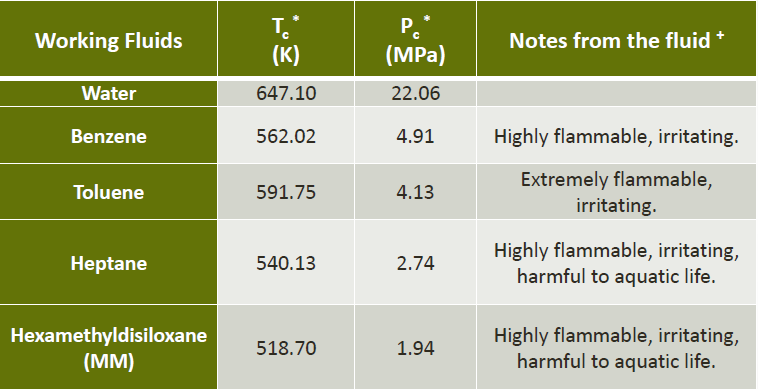 Working Fluids T_c * (K) P_c * (MPa) Notes from the fluid +
Water 647.10 22.06
Benzene 562.02 4.91 Highly flammable, irritating.
Toluene 591.75 4.13 Extremely flammable,
irritating.
Heptane 540.13 2.74 Highly flammable, irritating,
harmful to aquatic life.
Hexamethyldisiloxane
(MM) 518.70 1.94 Highly flammable, irritating,
harmful to aquatic life.